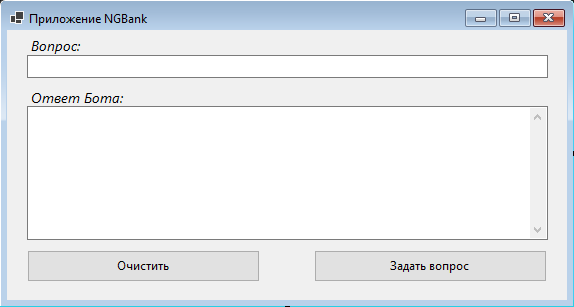 Приложение NGBank
Вопрос:
Ответ Бота:
Очистить
Задать вопрос